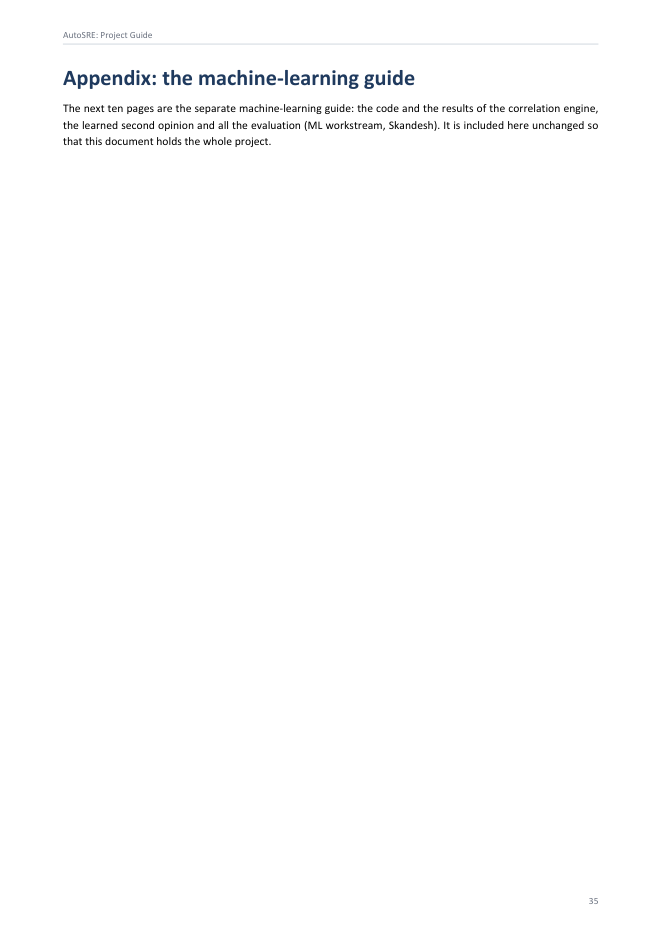 AutoSRE: Project Guide
Appendix: the machine-learning guide
The next ten pages are the separate machine-learning guide: the code and the results of the correlation engine,
the learned second opinion and all the evaluation (ML workstream, Skandesh). It is included here unchanged so
that this document holds the whole project.
35